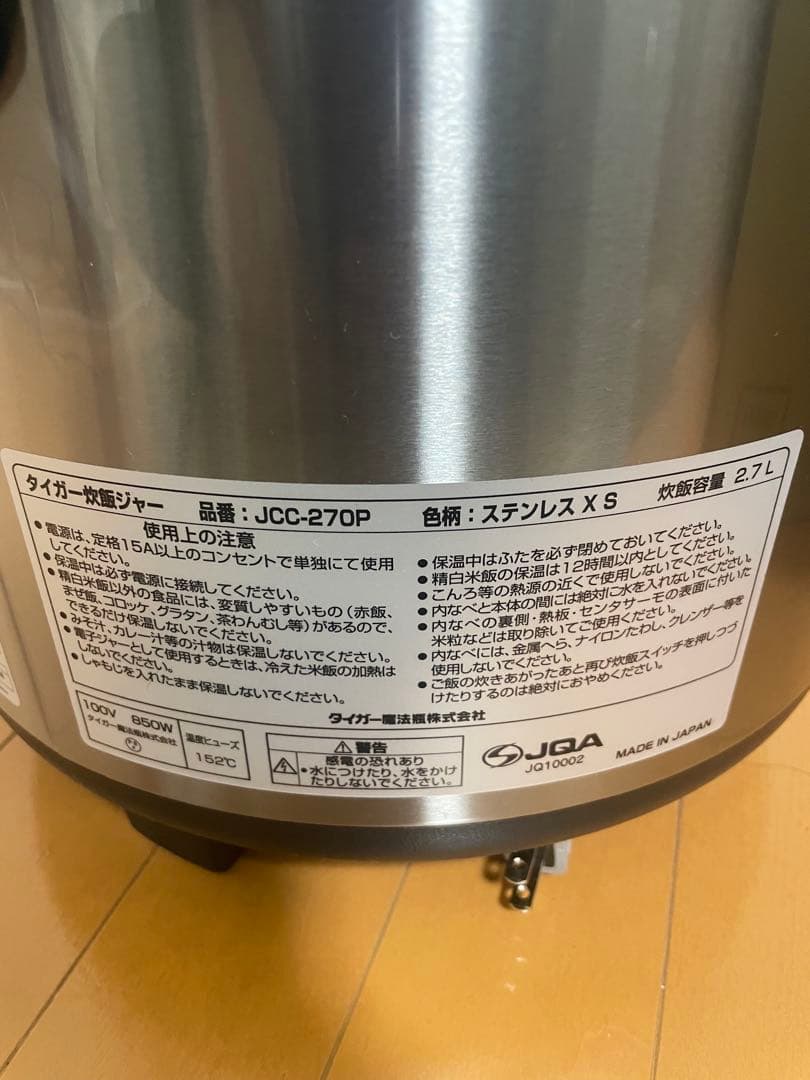 タイガー炊飯ジャー 品番：JCC-270P 色柄：ステンレス X S 炊飯容量 2.7L
使用上の注意
●電源は、定格15A以上のコンセントで単独にて使用
してください。
●保温中は必ず電源に接続してください。
●精白米飯以外の食品には、変質しやすいもの（赤飯、
まぜ飯、コロッケ、グラタン、茶わんむし等）があるので、
できるだけ保温しないでください。
●みそ汁、カレー汁等の汁物は保温しないでください。
●電子ジャーとして使用するときは、冷えた米飯の加熱は
しないでください。
●しゃもじを入れたまま保温しないでください。
●保温中はふたを必ず閉めておいてください。
●精白米飯の保温は12時間以内としてください。
●こんろ等の熱源の近くで使用しないでください。
●内なべと本体の間には絶対に水を入れないでください。
●内なべの裏側・熱板・センタサーモの表面に付いた
米粒などは取り除いてご使用ください。
●内なべには、金属へら、ナイロンたわし、クレンザー等を
使用しないでください。
●ご飯の炊きあがったあと再び炊飯スイッチを押しつづ
けたりするのは絶対におやめください。
タイガー魔法瓶株式会社
100V 850W
タイガー魔法瓶株式会社
温度ヒューズ
152℃
⚠警告
感電の恐れあり
●水につけたり、水をかけ
たりしないでください。
JQA
JQ10002
MADE IN JAPAN